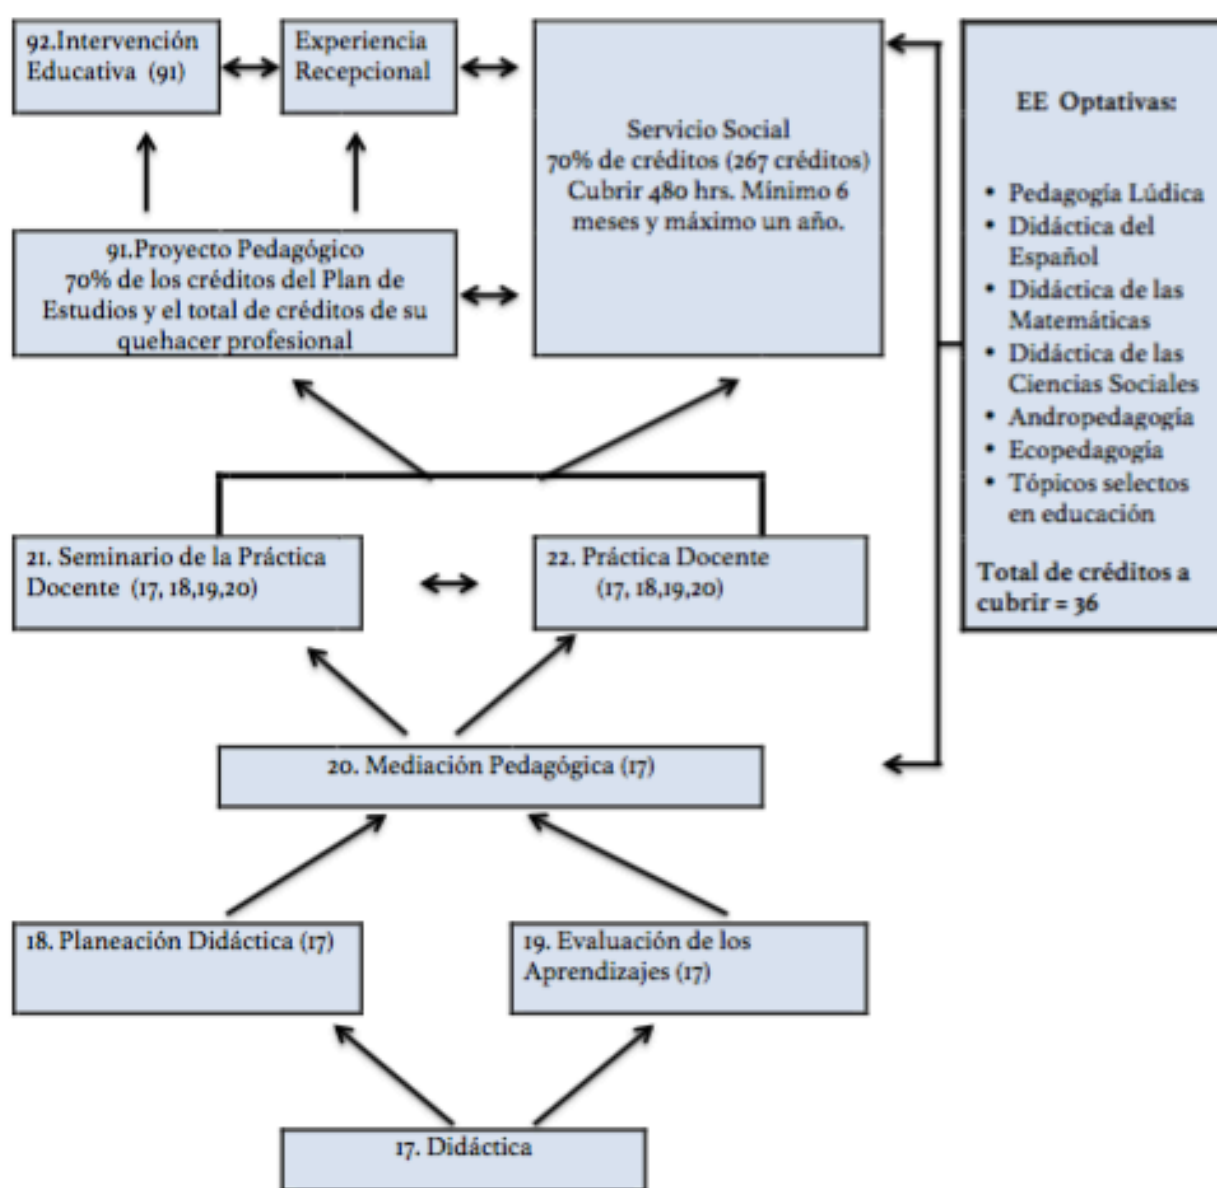 92.Intervención
Educativa (91)
Experiencia
Recepcional
Servicio Social
70% de créditos (267 créditos)
Cubrir 480 hrs. Mínimo 6
meses y máximo un año.
EE Optativas:
• Pedagogía Lúdica
• Didáctica del
Español
• Didáctica de las
Matemáticas
• Didáctica de las
Ciencias Sociales
• Andropedagogía
• Ecopedagogía
• Tópicos selectos
en educación
Total de créditos a
cubrir = 36
91.Proyecto Pedagógico
70% de los créditos del Plan de
Estudios y el total de créditos de su
quehacer profesional
21. Seminario de la Práctica
Docente (17, 18,19,20)
22. Práctica Docente
(17, 18,19,20)
20. Mediación Pedagógica (17)
18. Planeación Didáctica (17)
19. Evaluación de los
Aprendizajes (17)
17. Didáctica